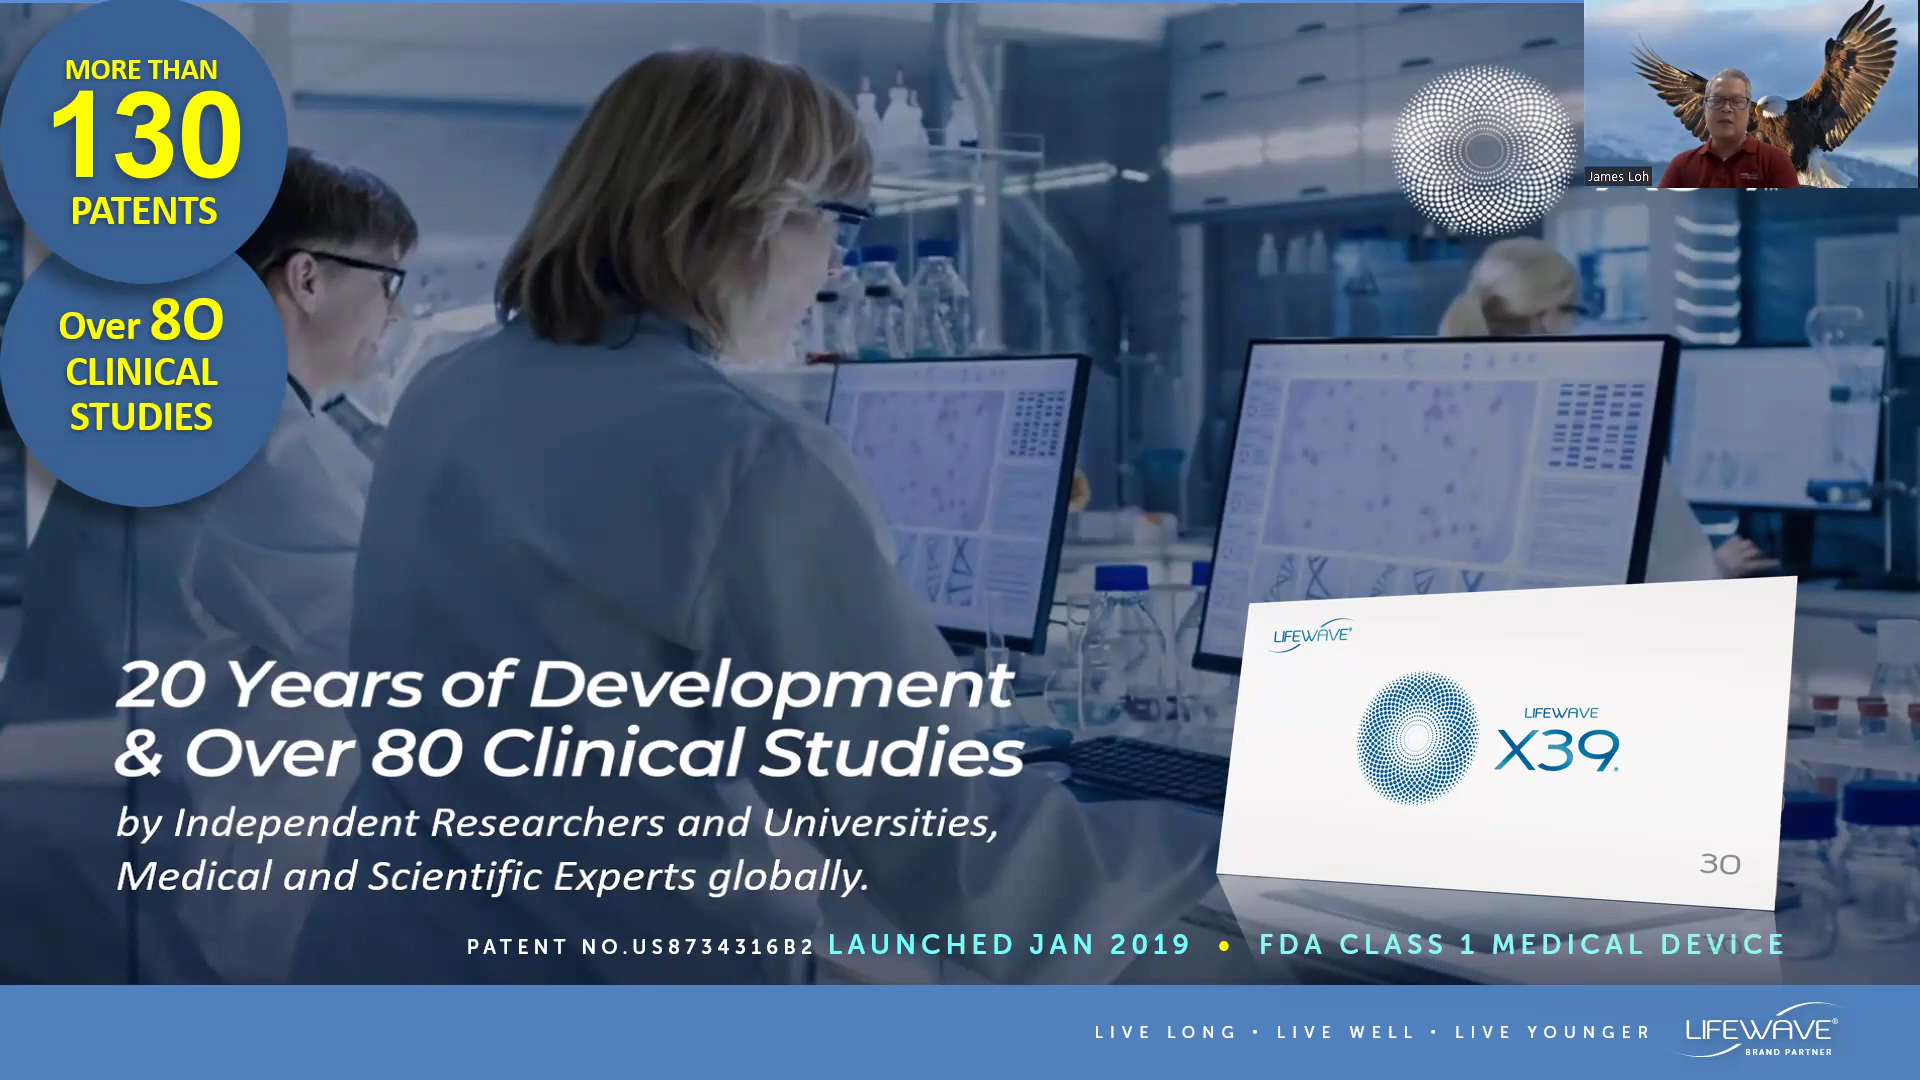 MORE THAN
130
PATENTS
Over 80
CLINICAL
STUDIES
James Loh
20 Years of Development
& Over 80 Clinical Studies
by Independent Researchers and Universities,
Medical and Scientific Experts globally.
LIFEWAVE®
LIFEWAVE
X39®
30
PATENT NO.US8734316B2 LAUNCHED JAN 2019 • FDA CLASS 1 MEDICAL DEVICE
LIVE LONG • LIVE WELL • LIVE YOUNGER
LIFEWAVE®
BRAND PARTNER